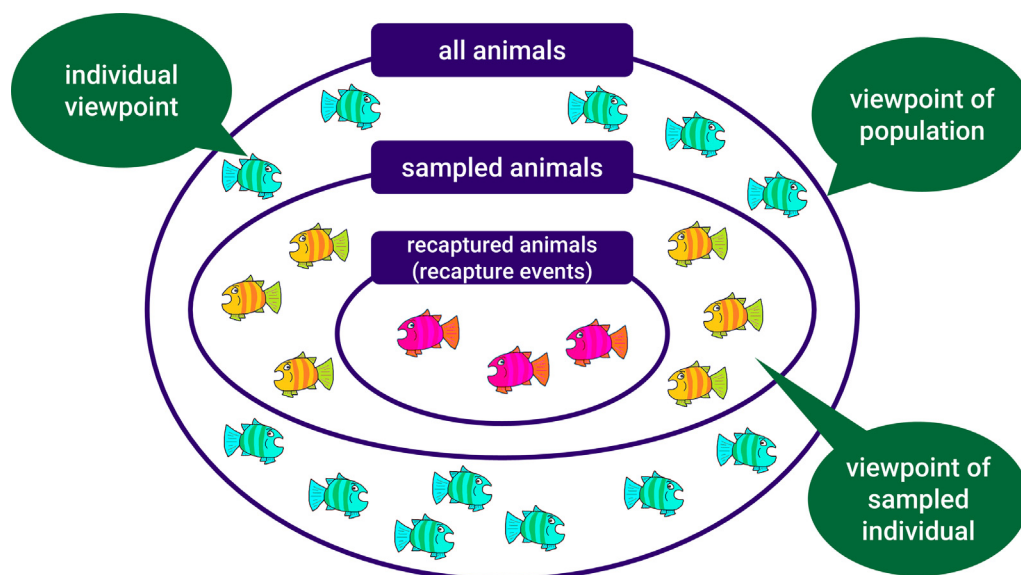 all animals
individual
viewpoint
viewpoint of
population
sampled animals
recaptured animals
(recapture events)
viewpoint of
sampled
individual